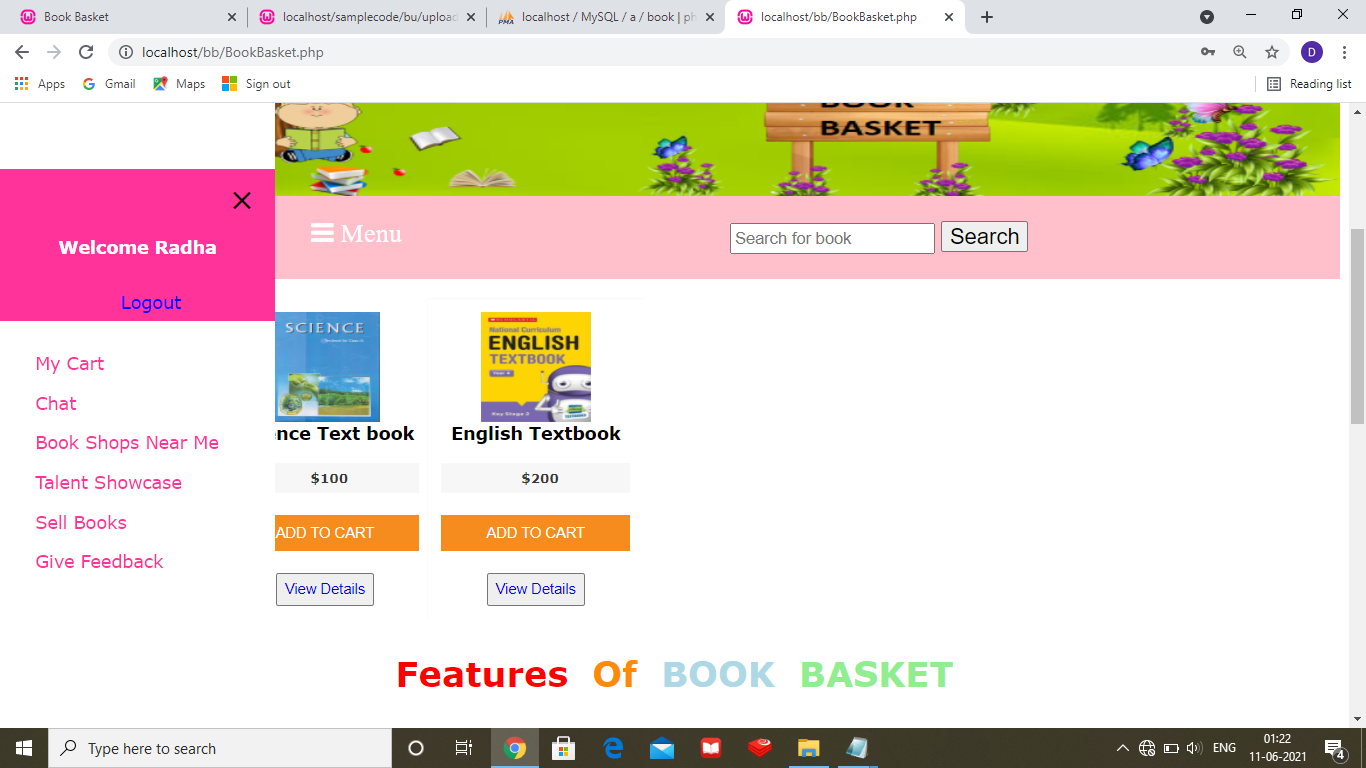 Book Basket
localhost/samplecode/bu/upload
localhost / MySQL / a / book | ph
localhost/bb/BookBasket.php
localhost/bb/BookBasket.php
D
Apps
Gmail
Maps
Sign out
Reading list
BOOK
BASKET
Menu
Search for book
Search
Welcome Radha
Logout
My Cart
Chat
Book Shops Near Me
Talent Showcase
Sell Books
Give Feedback
SCIENCE
ence Text book
$100
ADD TO CART
View Details
SCHOLASTIC
National Curriculum
ENGLISH
TEXTBOOK
Key Stage 2
English Textbook
$200
ADD TO CART
View Details
Features Of BOOK BASKET
Type here to search
ENG
01:22
11-06-2021
4